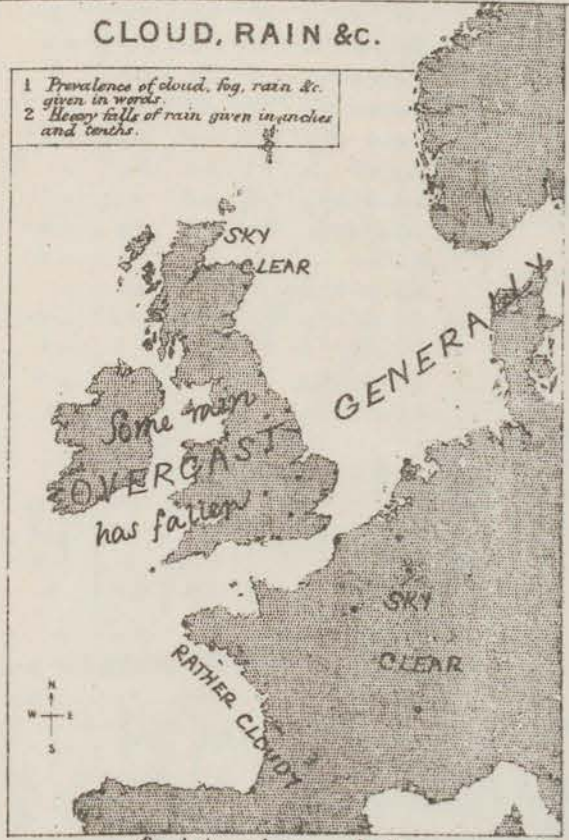 CLOUD, RAIN &c.
1 Prevalence of cloud, fog, rain &c.
given in words.
2 Heavy falls of rain given in inches
and tenths.
SKY
CLEAR
GENERALLY
Some rain
OVERCAST
has fallen
SKY
CLEAR
RATHER CLOUDY
N
W E
S